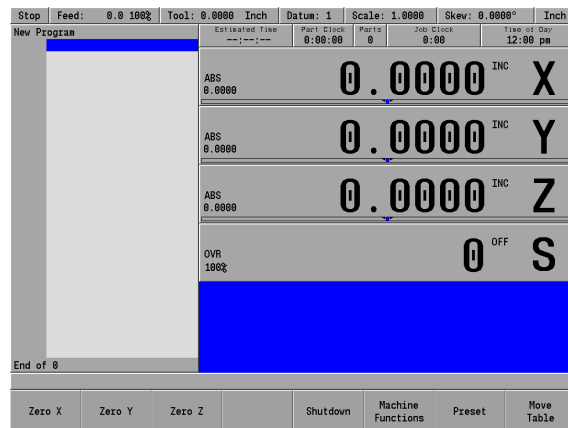 Stop Feed: 0.0 100% Tool: 0.0000 Inch Datum: 1 Scale: 1.0000 Skew: 0.0000° Inch
New Program
Estimated Time Part Clock Parts Job Clock Time of Day
--:--:-- 0:00:00 0 0:00 12:00 pm
ABS 0.0000 INC X
0.0000
ABS 0.0000 INC Y
0.0000
ABS 0.0000 INC Z
0.0000
OVR 0 OFF S
100%
End of 0
Zero X Zero Y Zero Z Shutdown Machine Functions Preset Move Table